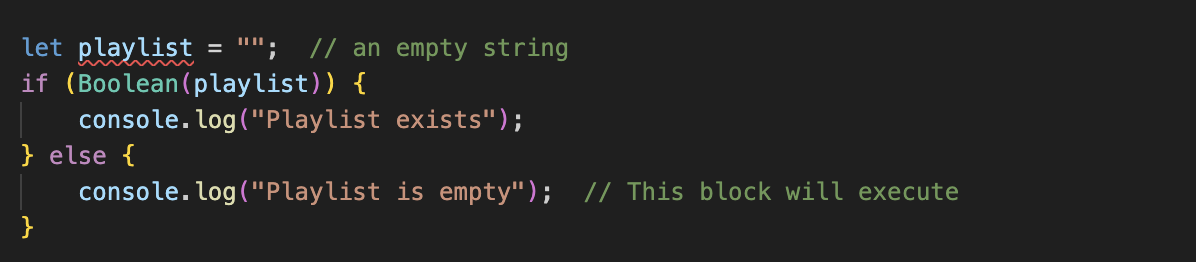 let playlist = "";  // an empty string
if (Boolean(playlist)) {
    console.log("Playlist exists");
} else {
    console.log("Playlist is empty");  // This block will execute
}